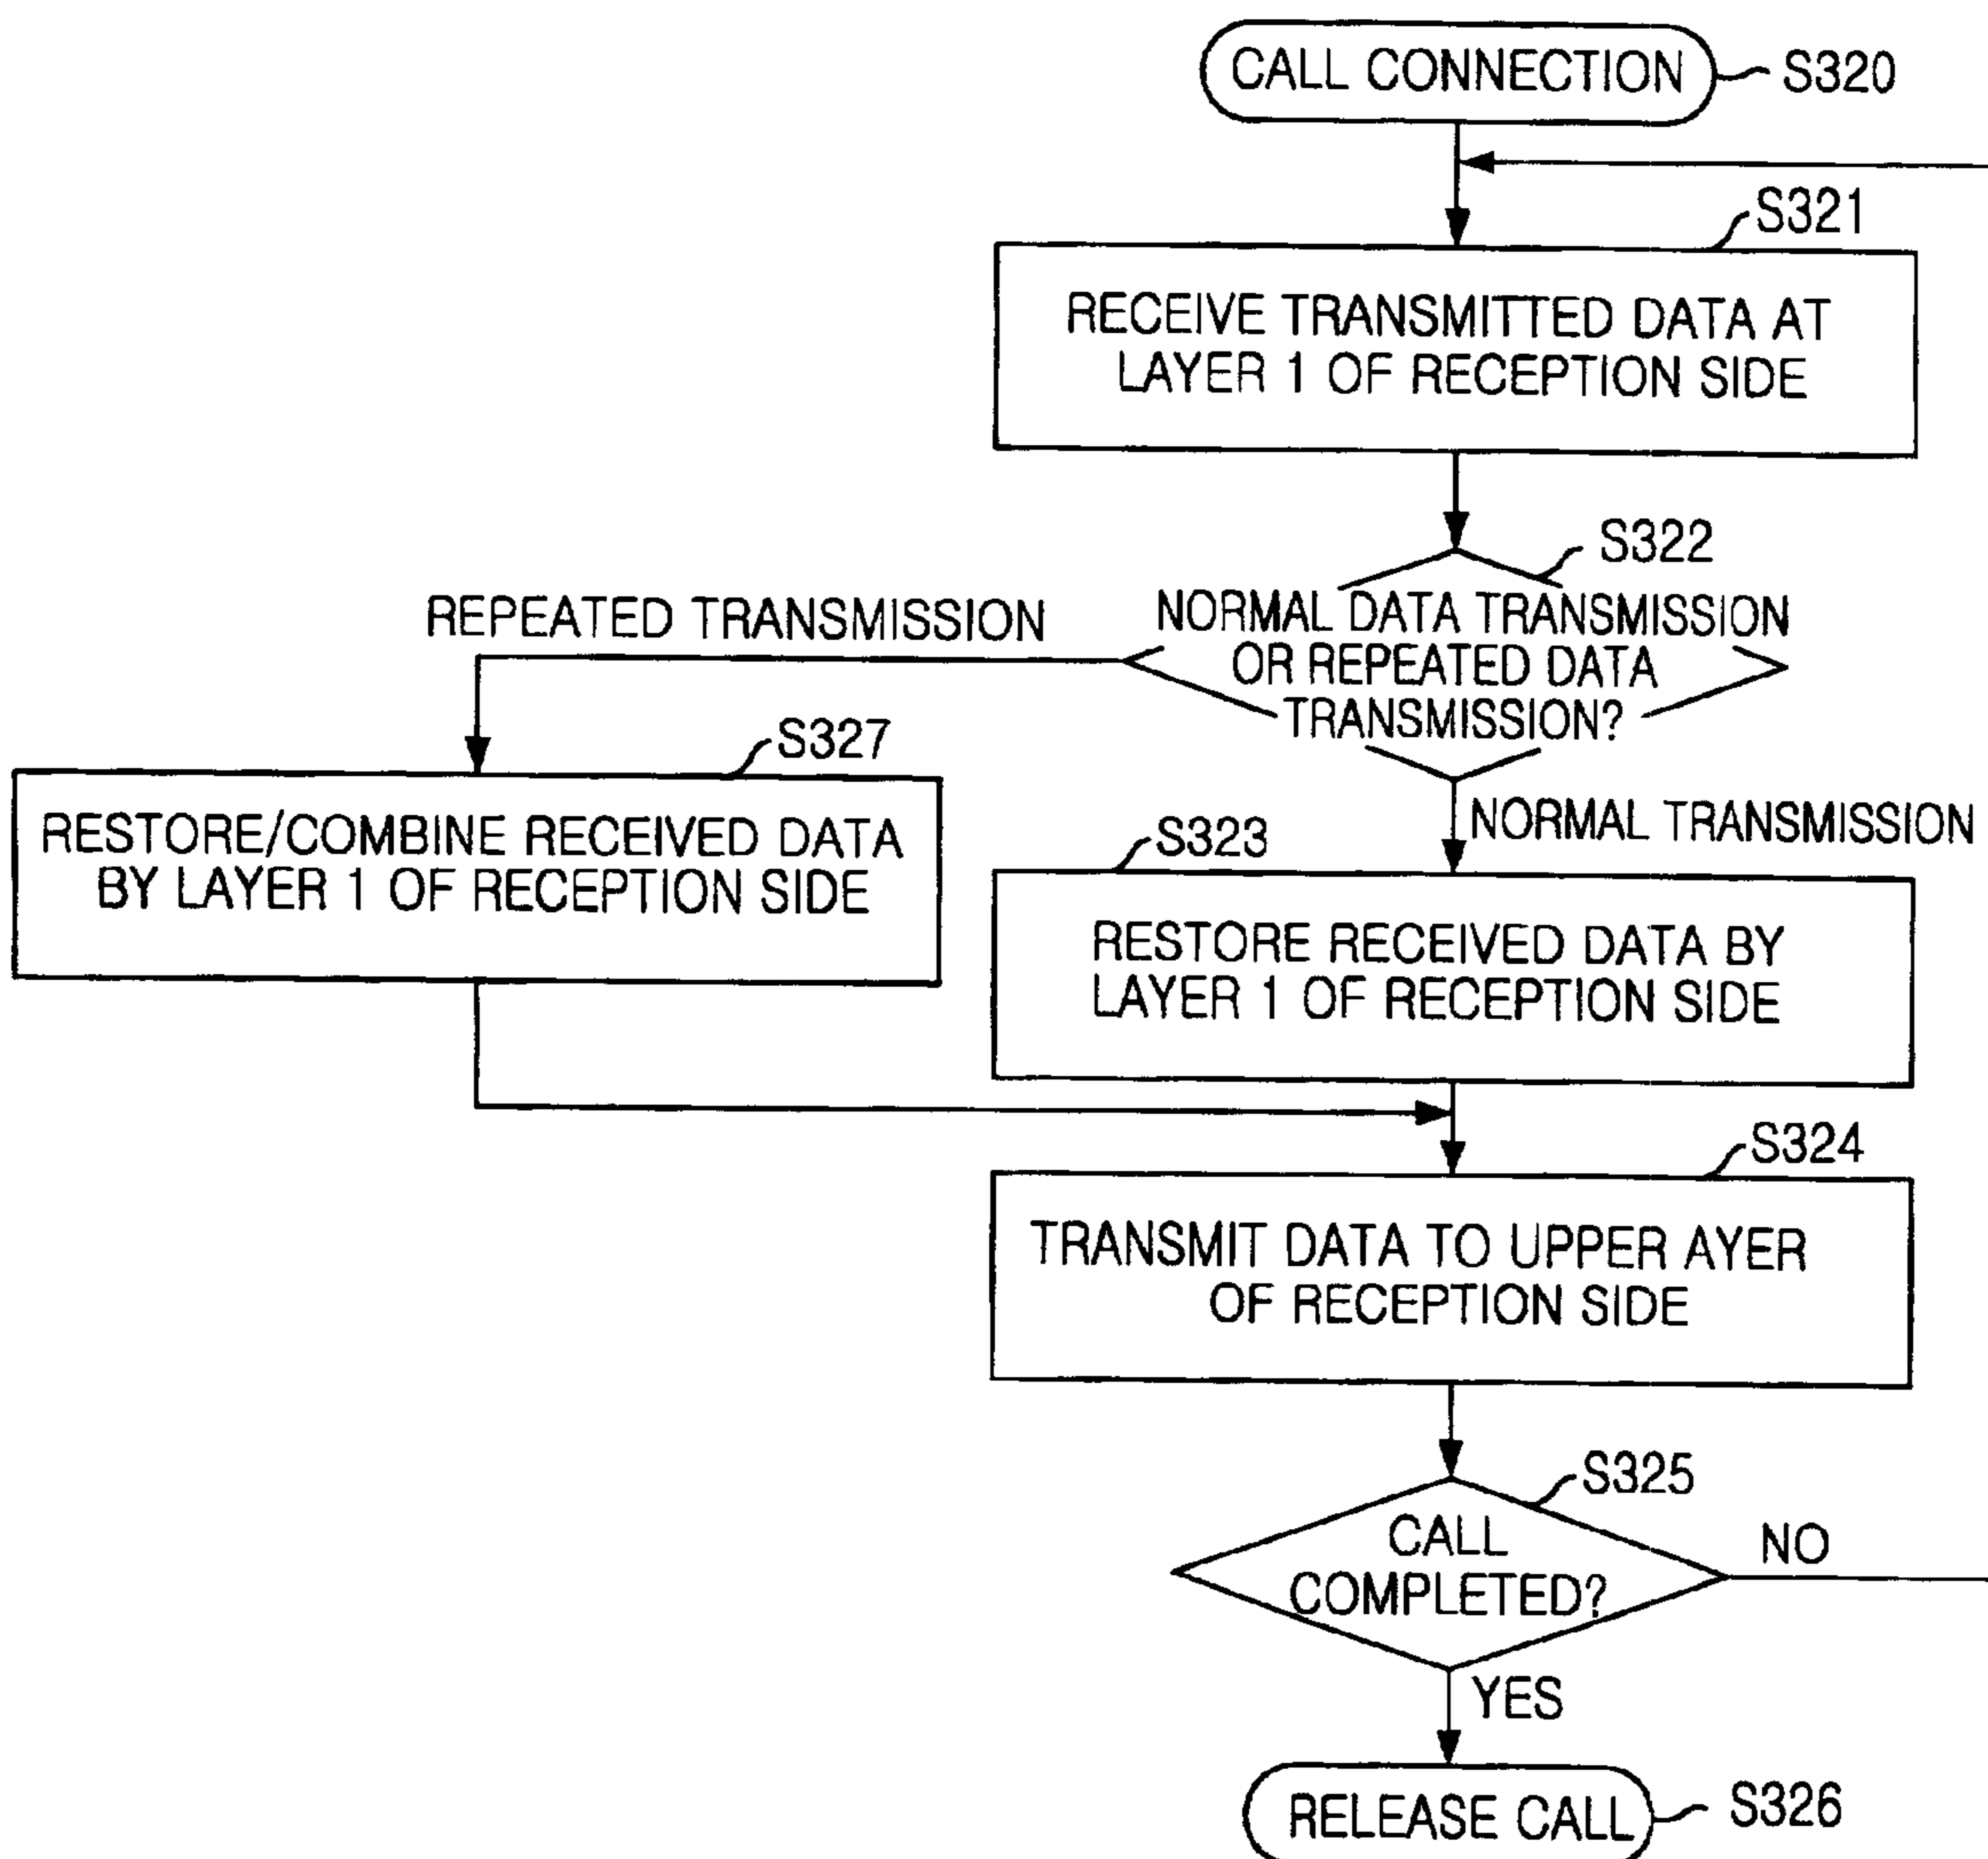 CALL CONNECTION
S320
S321
RECEIVE TRANSMITTED DATA AT
LAYER 1 OF RECEPTION SIDE
S322
REPEATED TRANSMISSION
NORMAL DATA TRANSMISSION
OR REPEATED DATA
TRANSMISSION?
S327
RESTORE/COMBINE RECEIVED DATA
BY LAYER 1 OF RECEPTION SIDE
NORMAL TRANSMISSION
S323
RESTORE RECEIVED DATA BY
LAYER 1 OF RECEPTION SIDE
S324
TRANSMIT DATA TO UPPER AYER
OF RECEPTION SIDE
S325
CALL
COMPLETED?
NO
YES
RELEASE CALL
S326